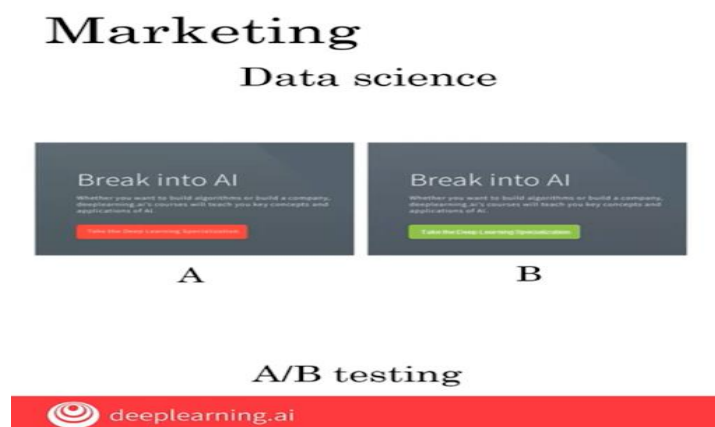 Marketing
Data science
Break into AI
Whether you want to build algorithms or build a company,
deeplearning.ai's courses will teach you key concepts and
applications of AI.
Take the Deep Learning Specialization
A
Break into AI
Whether you want to build algorithms or build a company,
deeplearning.ai's courses will teach you key concepts and
applications of AI.
Take the Deep Learning Specialization
B
A/B testing
deeplearning.ai